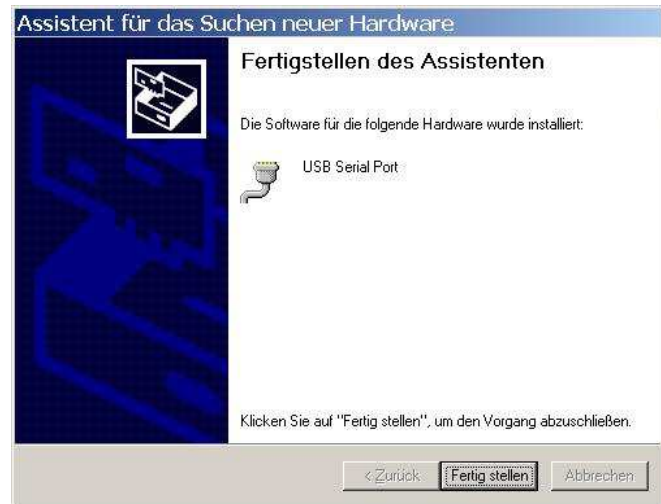 Assistent für das Suchen neuer Hardware
Fertigstellen des Assistenten
Die Software für die folgende Hardware wurde installiert:
USB Serial Port
Klicken Sie auf "Fertig stellen", um den Vorgang abzuschließen.
< Zurück
Fertig stellen
Abbrechen